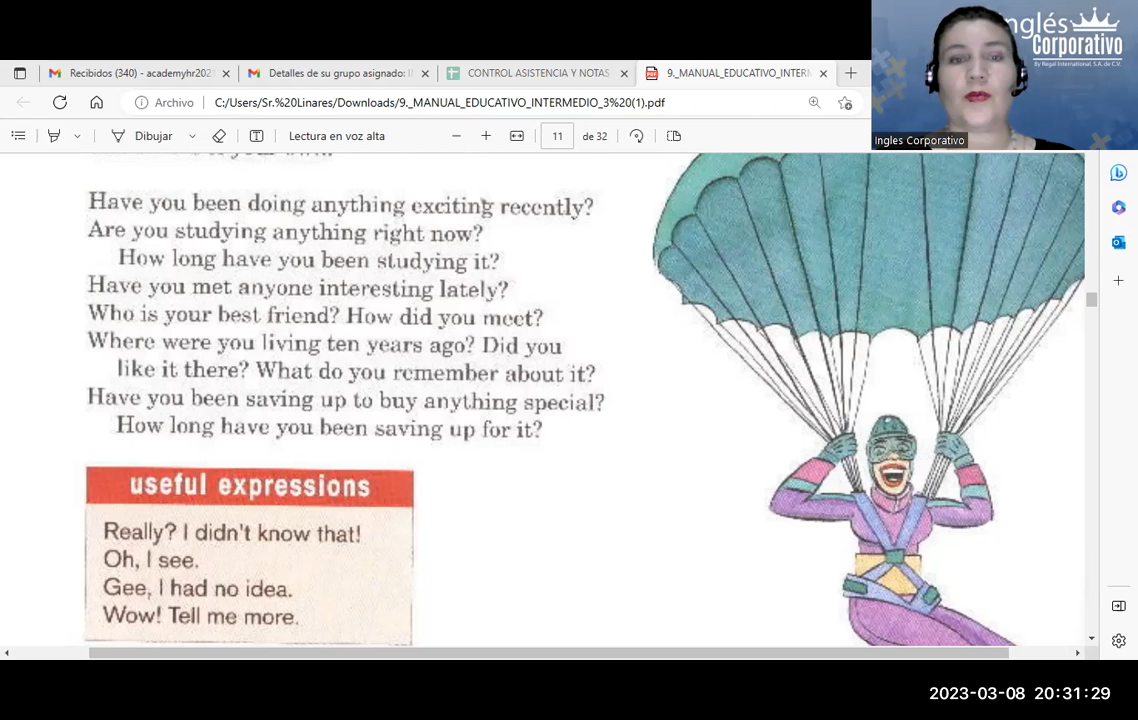 Inglés
Corporativo
By Regal International, S.A. de C.V.
Ingles Corporativo
Recibidos (340) - academyhr202
Detalles de su grupo asignado: I
CONTROL ASISTENCIA Y NOTAS
9._MANUAL_EDUCATIVO_INTERM
Archivo
C:/Users/Sr.%20Linares/Downloads/9._MANUAL_EDUCATIVO_INTERMEDIO_3%20(1).pdf
Dibujar
Lectura en voz alta
11 de 32
Have you been doing anything exciting recently?
Are you studying anything right now?
How long have you been studying it?
Have you met anyone interesting lately?
Who is your best friend? How did you meet?
Where were you living ten years ago? Did you
like it there? What do you remember about it?
Have you been saving up to buy anything special?
How long have you been saving up for it?
useful expressions
Really? I didn't know that!
Oh, I see.
Gee, I had no idea.
Wow! Tell me more.
2023-03-08 20:31:29